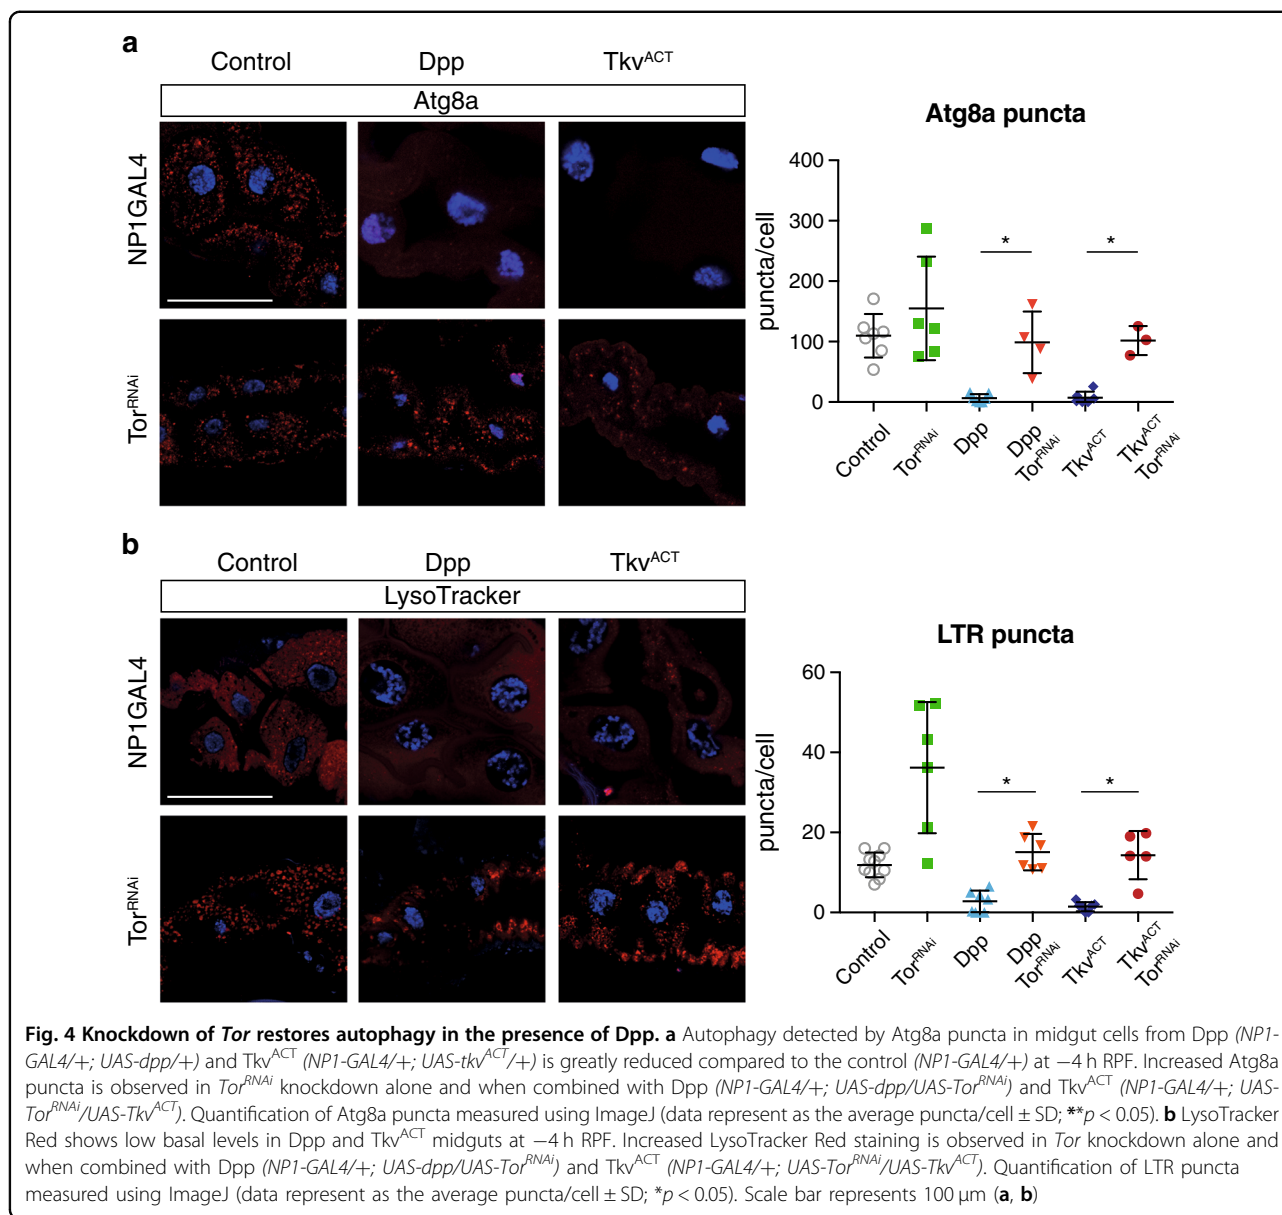 a
Control Dpp Tkv^ACT
Atg8a
NP1GAL4
Tor^RNAi
Atg8a puncta
puncta/cell
400
300
200
100
0
* *
Control Tor^RNAi Dpp Dpp Tor^RNAi Tkv^ACT Tkv^ACT Tor^RNAi
b
Control Dpp Tkv^ACT
LysoTracker
NP1GAL4
Tor^RNAi
LTR puncta
puncta/cell
60
40
20
0
* *
Control Tor^RNAi Dpp Dpp Tor^RNAi Tkv^ACT Tkv^ACT Tor^RNAi
Fig. 4 Knockdown of Tor restores autophagy in the presence of Dpp. a Autophagy detected by Atg8a puncta in midgut cells from Dpp (NP1-
GAL4/+; UAS-dpp/+) and Tkv^ACT (NP1-GAL4/+; UAS-tkv^ACT/+) is greatly reduced compared to the control (NP1-GAL4/+) at −4 h RPF. Increased Atg8a
puncta is observed in Tor^RNAi knockdown alone and when combined with Dpp (NP1-GAL4/+; UAS-dpp/UAS-Tor^RNAi) and Tkv^ACT (NP1-GAL4/+; UAS-
Tor^RNAi/UAS-Tkv^ACT). Quantification of Atg8a puncta measured using ImageJ (data represent as the average puncta/cell ± SD; **p < 0.05). b LysoTracker
Red shows low basal levels in Dpp and Tkv^ACT midguts at −4 h RPF. Increased LysoTracker Red staining is observed in Tor knockdown alone and
when combined with Dpp (NP1-GAL4/+; UAS-dpp/UAS-Tor^RNAi) and Tkv^ACT (NP1-GAL4/+; UAS-Tor^RNAi/UAS-Tkv^ACT). Quantification of LTR puncta
measured using ImageJ (data represent as the average puncta/cell ± SD; *p < 0.05). Scale bar represents 100 μm (a, b)